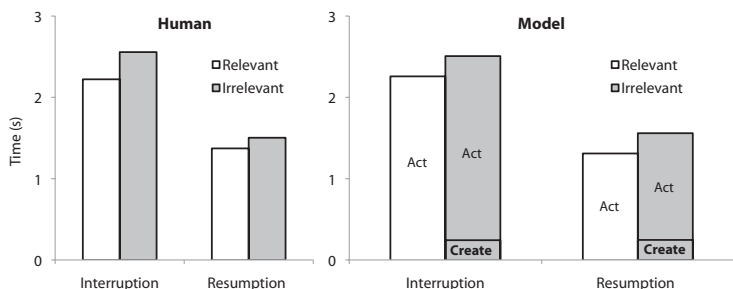 Human
Time (s)
3
2
1
0
Relevant
Irrelevant
Interruption Resumption
Model
3
2
1
0
Relevant
Irrelevant
Act
Act
Create
Act
Act
Create
Interruption Resumption